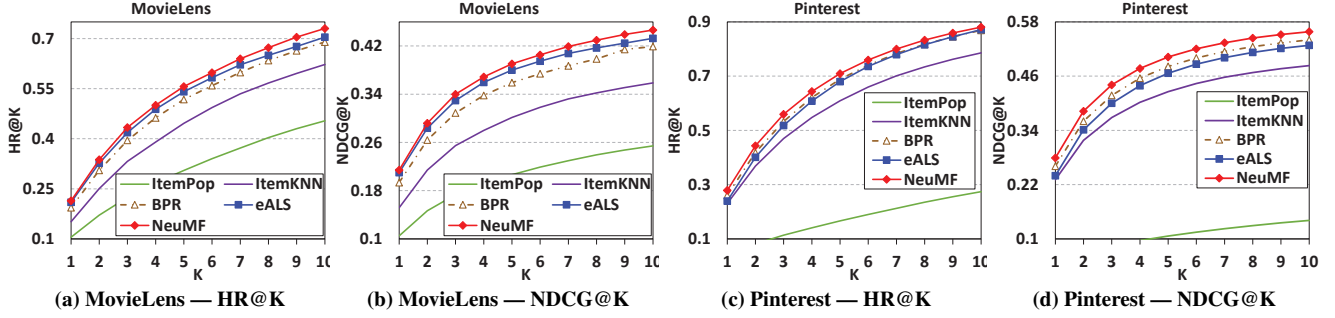 MovieLens
HR@K
0.7
0.55
0.4
0.25
0.1
ItemPop
ItemKNN
BPR
eALS
NeuMF
1 2 3 4 5 6 7 8 9 10
K
(a) MovieLens — HR@K
MovieLens
NDCG@K
0.42
0.34
0.26
0.18
0.1
ItemPop
ItemKNN
BPR
eALS
NeuMF
1 2 3 4 5 6 7 8 9 10
K
(b) MovieLens — NDCG@K
Pinterest
HR@K
0.9
0.7
0.5
0.3
0.1
ItemPop
ItemKNN
BPR
eALS
NeuMF
1 2 3 4 5 6 7 8 9 10
K
(c) Pinterest — HR@K
Pinterest
NDCG@K
0.58
0.46
0.34
0.22
0.1
ItemPop
ItemKNN
BPR
eALS
NeuMF
1 2 3 4 5 6 7 8 9 10
K
(d) Pinterest — NDCG@K